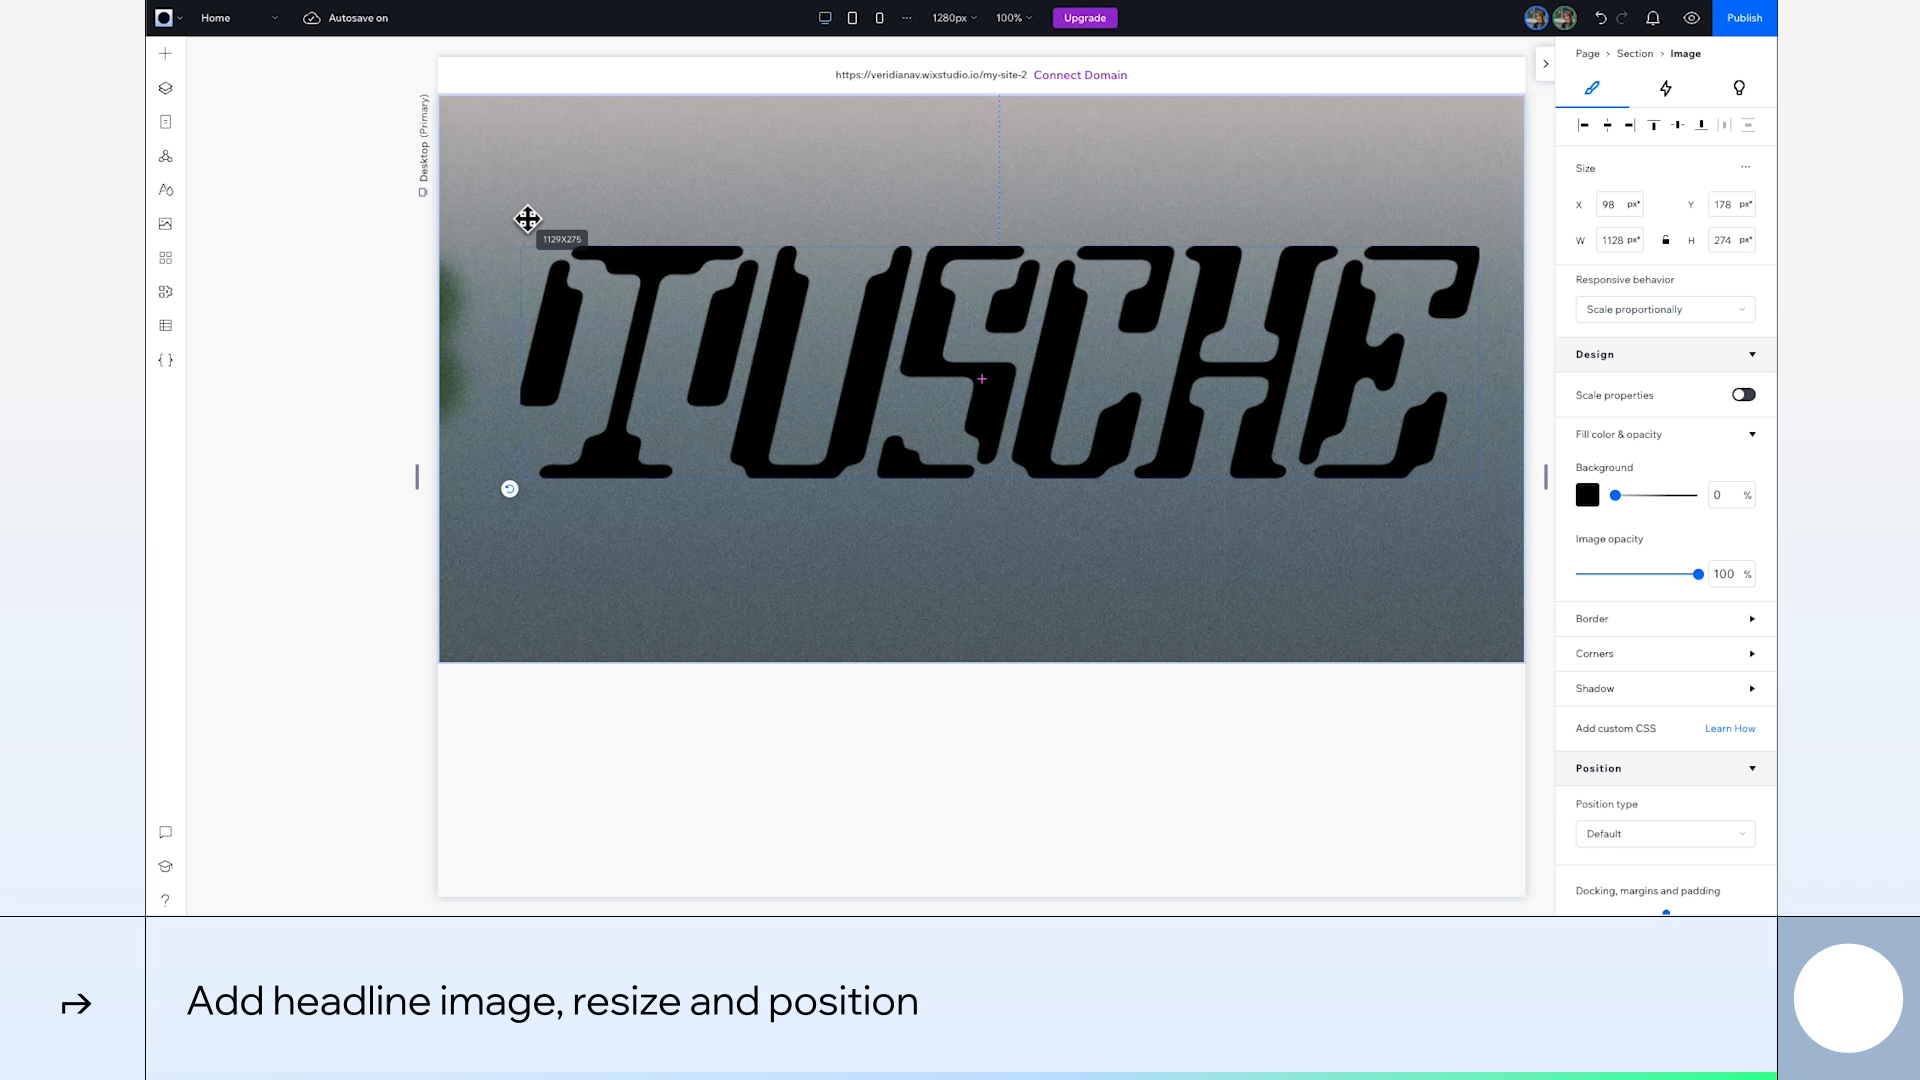 Home
Autosave on
1280px
100%
Upgrade
Publish
https://veridianav.wixstudio.io/my-site-2 Connect Domain
Desktop (Primary)
1129X275
TUSCHE
Page > Section > Image
Size
X 98 px*
Y 178 px*
W 1128 px*
H 274 px*
Responsive behavior
Scale proportionally
Design
Scale properties
Fill color & opacity
Background
0 %
Image opacity
100 %
Border
Corners
Shadow
Add custom CSS Learn How
Position
Position type
Default
Docking, margins and padding
Add headline image, resize and position